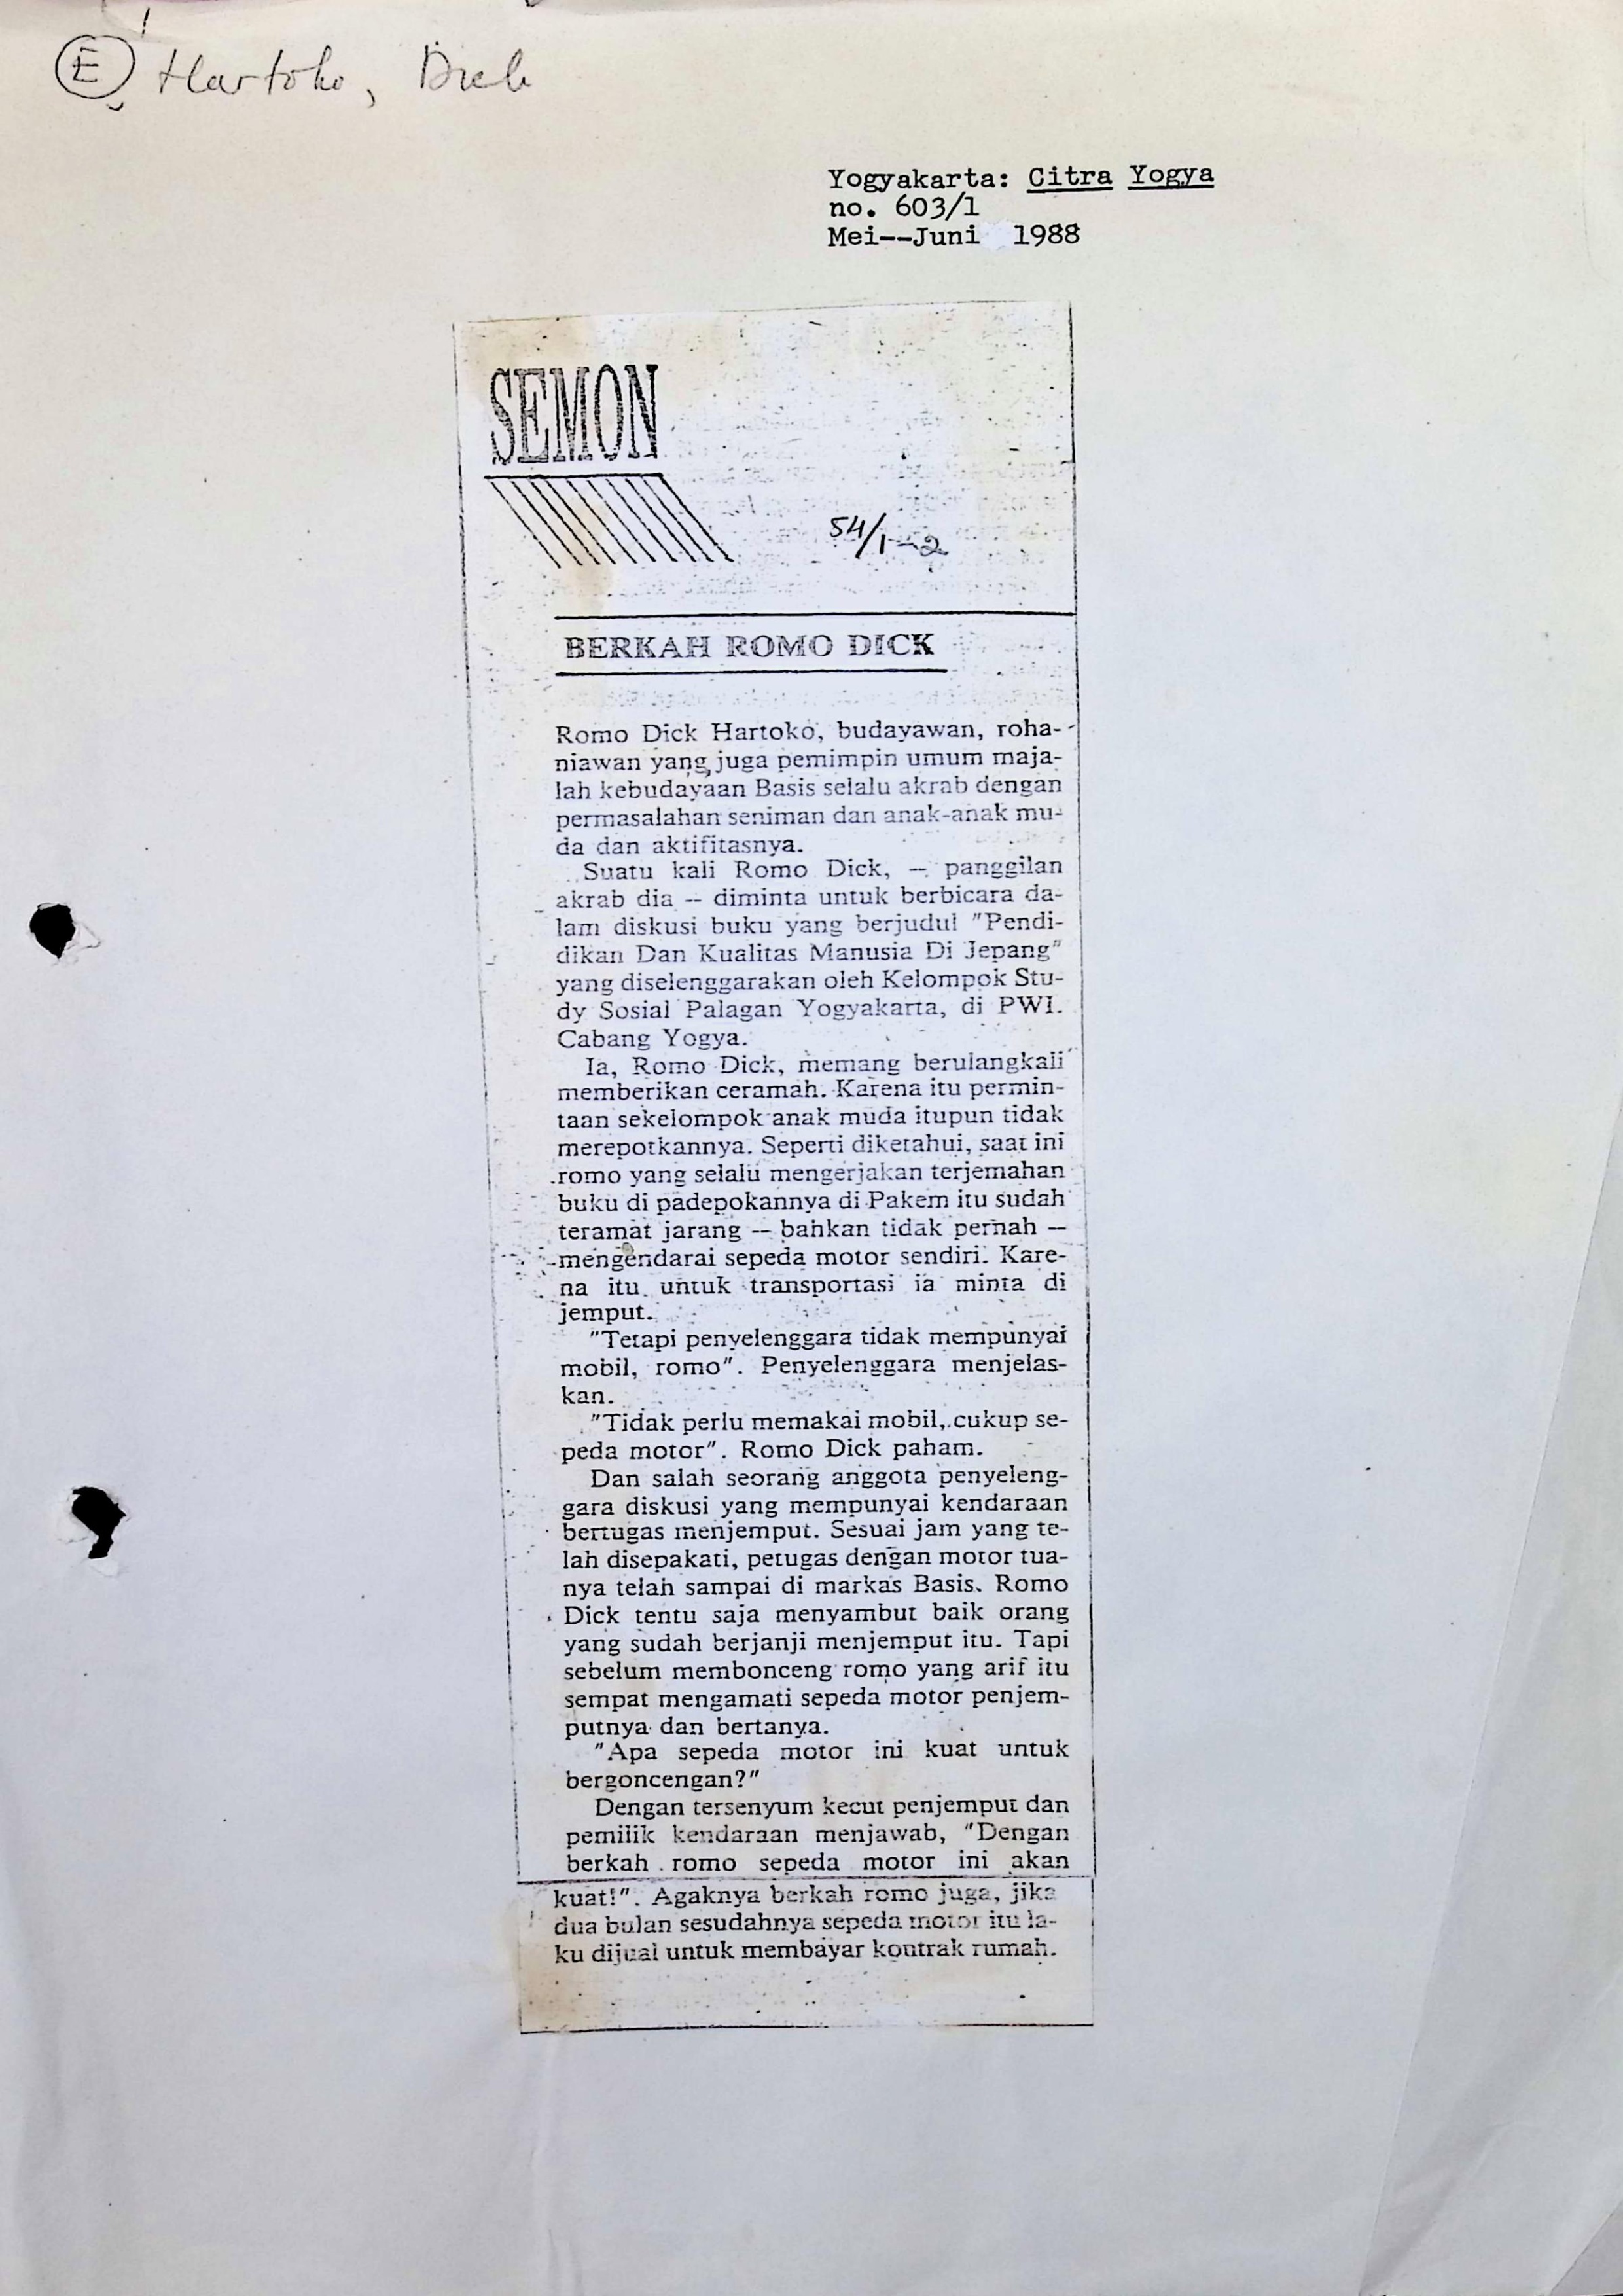 E Hartoko, Dick
Yogyakarta: Citra Yogya
no. 603/1
Mei--Juni 1988
SEMON
54/1-2
BERKAH ROMO DICK
Romo Dick Hartoko, budayawan, roha-
niawan yang juga pemimpin umum maja-
lah kebudayaan Basis selalu akrab dengan
permasalahan seniman dan anak-anak mu-
da dan aktifitasnya.
Suatu kali Romo Dick, -- panggilan
akrab dia -- diminta untuk berbicara da-
lam diskusi buku yang berjudul "Pendi-
dikan Dan Kualitas Manusia Di Jepang"
yang diselenggarakan oleh Kelompok Stu-
dy Sosial Palagan Yogyakarta, di PWI.
Cabang Yogya.
Ia, Romo Dick, memang berulangkali
memberikan ceramah. Karena itu permin-
taan sekelompok anak muda itupun tidak
merepotkannya. Seperti diketahui, saat ini
romo yang selalu mengerjakan terjemahan
buku di padepokannya di Pakem itu sudah
teramat jarang -- bahkan tidak pernah --
mengendarai sepeda motor sendiri. Kare-
na itu untuk transportasi ia minta di
jemput.
"Tetapi penyelenggara tidak mempunyai
mobil, romo". Penyelenggara menjelas-
kan.
"Tidak perlu memakai mobil, cukup se-
peda motor". Romo Dick paham.
Dan salah seorang anggota penyeleng-
gara diskusi yang mempunyai kendaraan
bertugas menjemput. Sesuai jam yang te-
lah disepakati, petugas dengan motor tua-
nya telah sampai di markas Basis. Romo
Dick tentu saja menyambut baik orang
yang sudah berjanji menjemput itu. Tapi
sebelum membonceng romo yang arif itu
sempat mengamati sepeda motor penjem-
putnya dan bertanya.
"Apa sepeda motor ini kuat untuk
bergoncengan?"
Dengan tersenyum kecut penjemput dan
pemilik kendaraan menjawab, "Dengan
berkah romo sepeda motor ini akan
kuat!". Agaknya berkah romo juga, jika
dua bulan sesudahnya sepeda motor itu la-
ku dijual untuk membayar kontrak rumah.